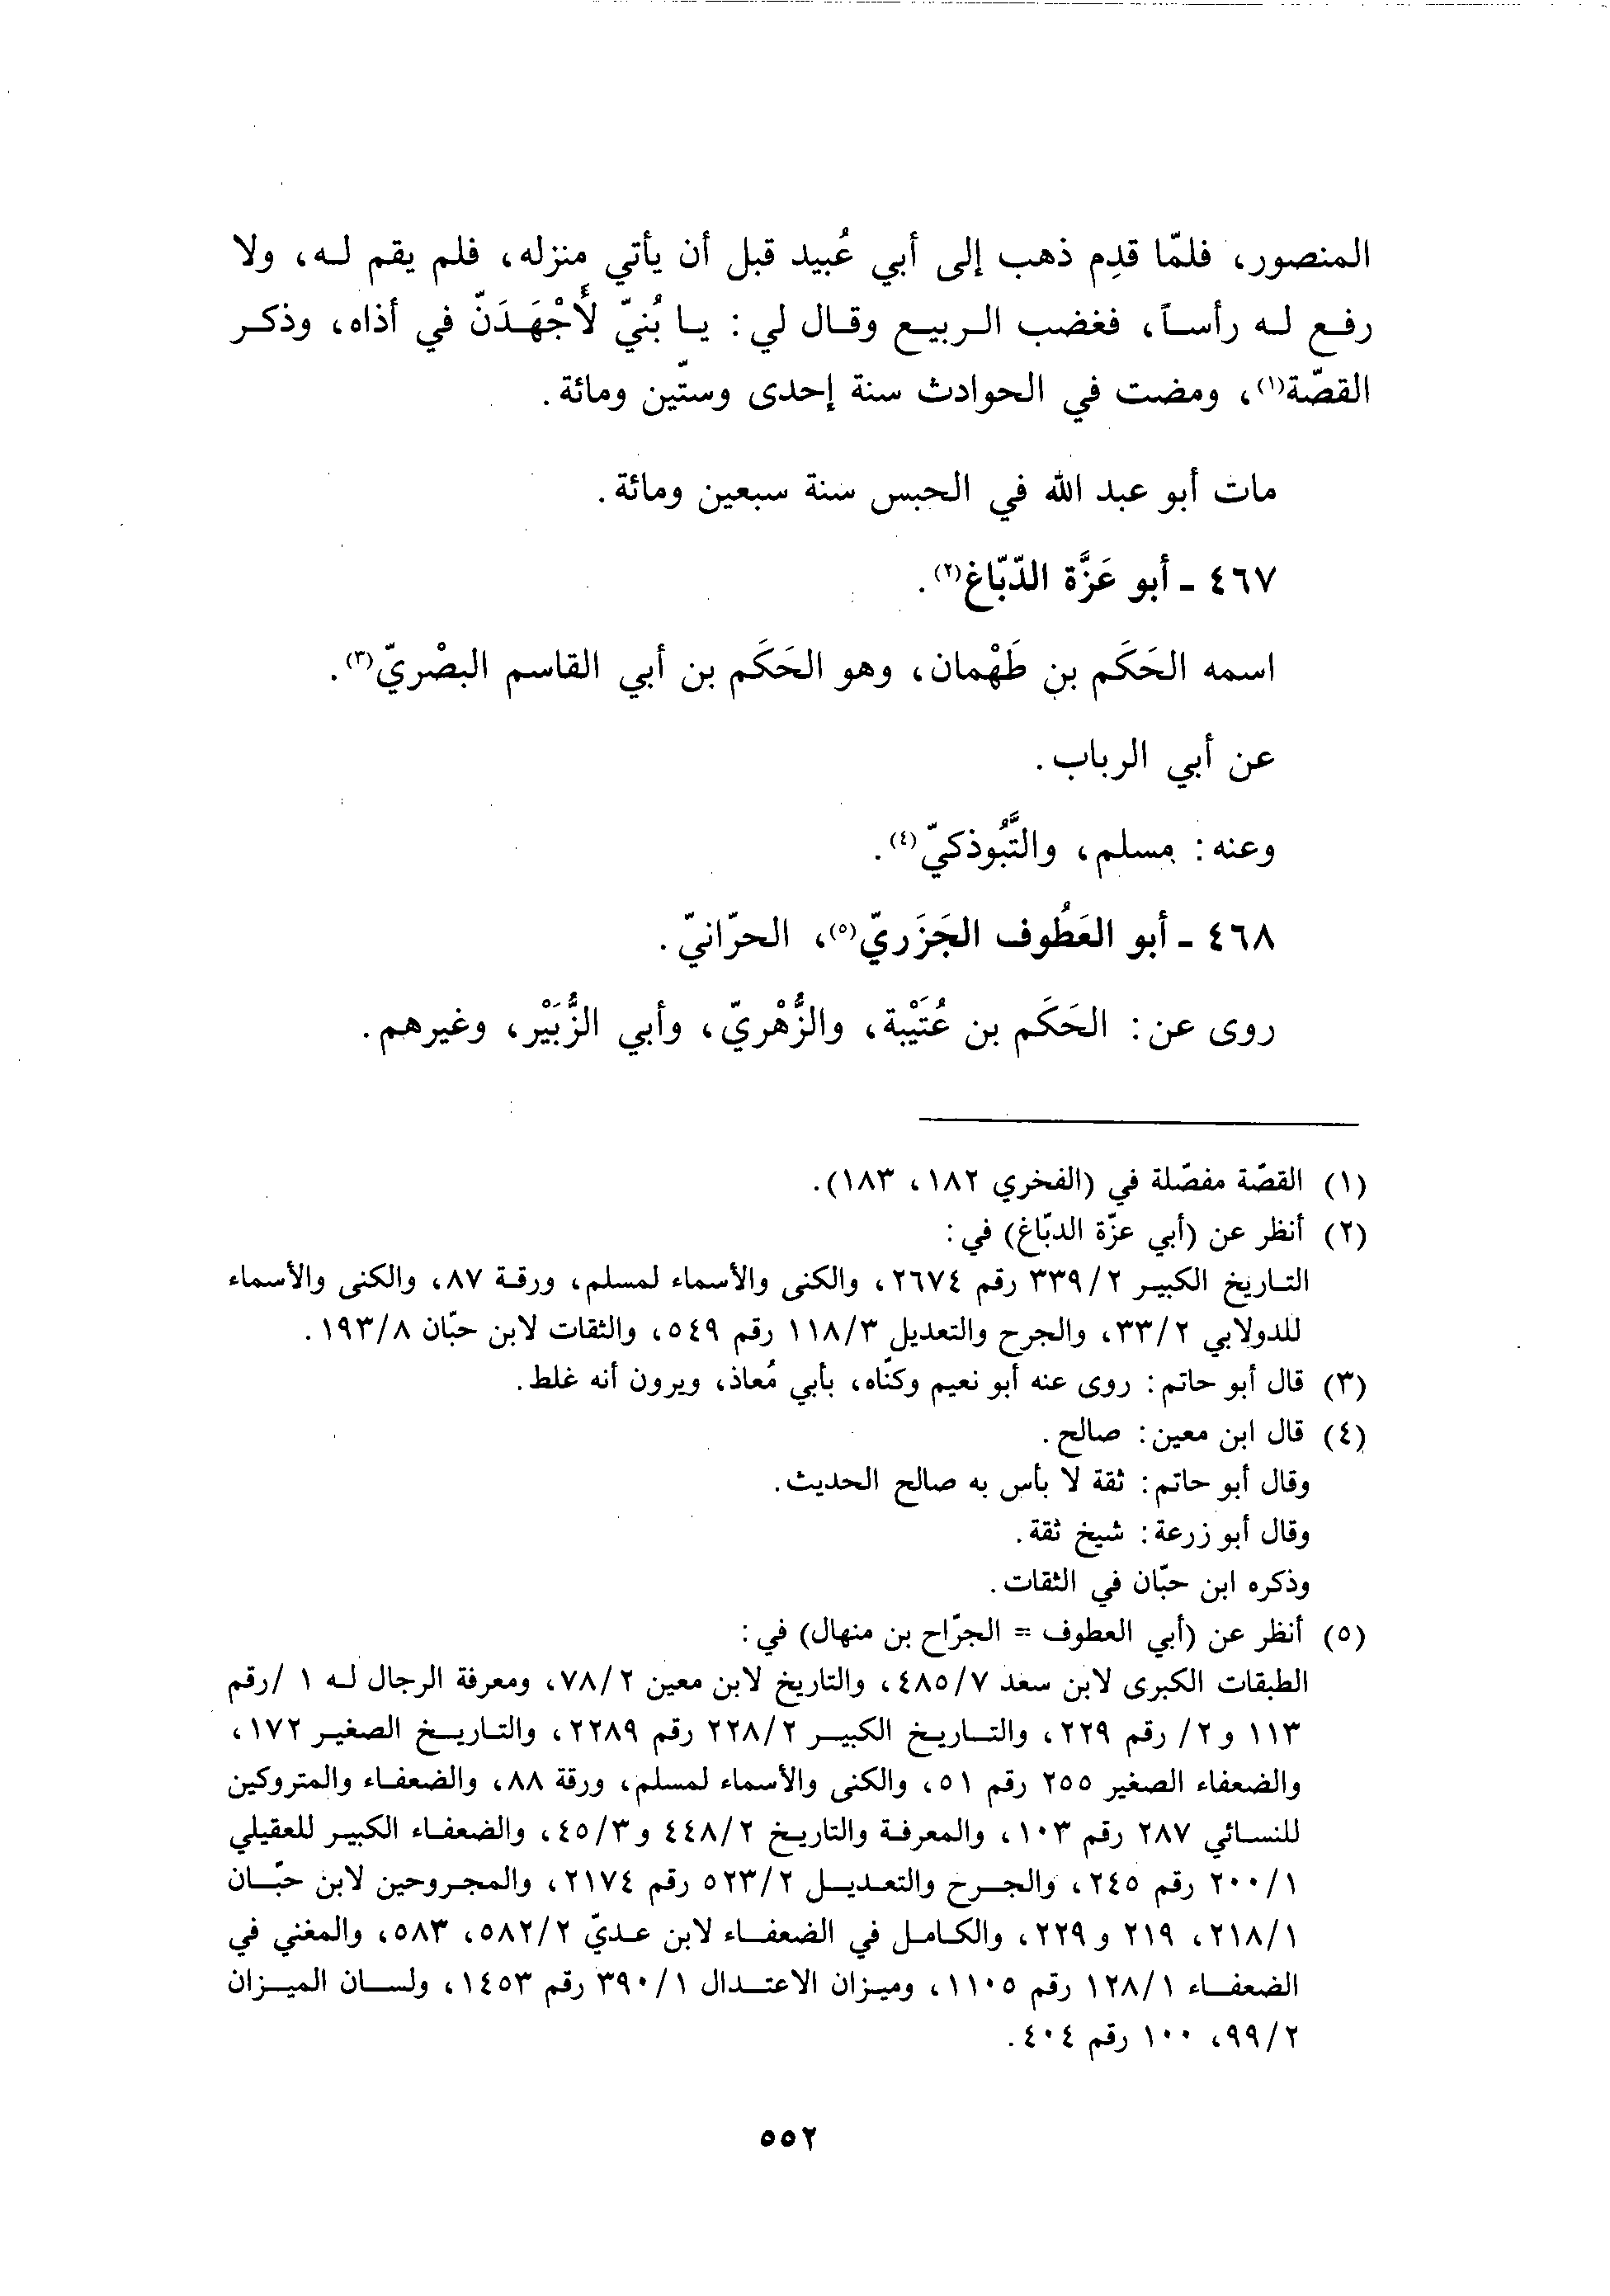 المنصور، فلمّا قدِم ذهب إلى أبي عُبيد قبل أن يأتي منزله، فلم يقم له، ولا
رفع له رأساً، فغضب الربيع وقال لي: يا بُنيّ لأَجْهَدَنّ في أذاه، وذكر
القصّة(١)، ومضت في الحوادث سنة إحدى وستّين ومائة.
مات أبو عبد الله في الحبس سنة سبعين ومائة.
٤٦٧ - أبو عَزَّة الدّبّاغ(٢).
اسمه الحَكَم بن طَهْمان، وهو الحَكَم بن أبي القاسم البصْريّ(٣).
عن أبي الرباب.
وعنه: مسلم، والتَّبُوذكيّ(٤).
٤٦٨ - أبو العَطُوف الجَزَريّ(٥)، الحرّانيّ.
روى عن: الحَكَم بن عُتَيْبة، والزُّهْريّ، وأبي الزُّبَيْر، وغيرهم.
(١) القصّة مفصّلة في (الفخري ١٨٢، ١٨٣).
(٢) أنظر عن (أبي عزّة الدبّاغ) في:
التاريخ الكبير ٣٣٩/٢ رقم ٢٦٧٤، والكنى والأسماء لمسلم، ورقة ٨٧، والكنى والأسماء
للدولابي ٣٣/٢، والجرح والتعديل ١١٨/٣ رقم ٥٤٩، والثقات لابن حبّان ١٩٣/٨.
(٣) قال أبو حاتم: روى عنه أبو نعيم وكنّاه، بأبي مُعاذ، ويرون أنه غلط.
(٤) قال ابن معين: صالح.
وقال أبو حاتم: ثقة لا بأس به صالح الحديث.
وقال أبو زرعة: شيخ ثقة.
وذكره ابن حبّان في الثقات.
(٥) أنظر عن (أبي العطوف = الجرّاح بن منهال) في:
الطبقات الكبرى لابن سعد ٤٨٥/٧، والتاريخ لابن معين ٧٨/٢، ومعرفة الرجال له ١ /رقم
١١٣ و ٢/ رقم ٢٢٩، والتاريخ الكبير ٢٢٨/٢ رقم ٢٢٨٩، والتاريخ الصغير ١٧٢،
والضعفاء الصغير ٢٥٥ رقم ٥١، والكنى والأسماء لمسلم، ورقة ٨٨، والضعفاء والمتروكين
للنسائي ٢٨٧ رقم ١٠٣، والمعرفة والتاريخ ٤٤٨/٢ و ٤٥/٣، والضعفاء الكبير للعقيلي
٢٠٠/١ رقم ٢٤٥، والجرح والتعديل ٥٢٣/٢ رقم ٢١٧٤، والمجروحين لابن حبّان
٢١٨/١، ٢١٩ و ٢٢٩، والكامل في الضعفاء لابن عديّ ٥٨٢/٢، ٥٨٣، والمغني في
الضعفاء ١٢٨/١ رقم ١١٠٥، وميزان الاعتدال ٣٩٠/١ رقم ١٤٥٣، ولسان الميزان
٩٩/٢، ١٠٠ رقم ٤٠٤.
٥٥٢